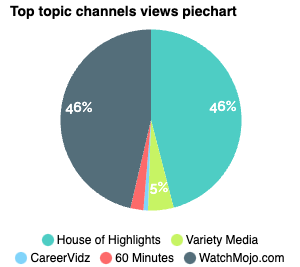 Top topic channels views piechart
46%
46%
5%
House of Highlights
Variety Media
CareerVidz
60 Minutes
WatchMojo.com